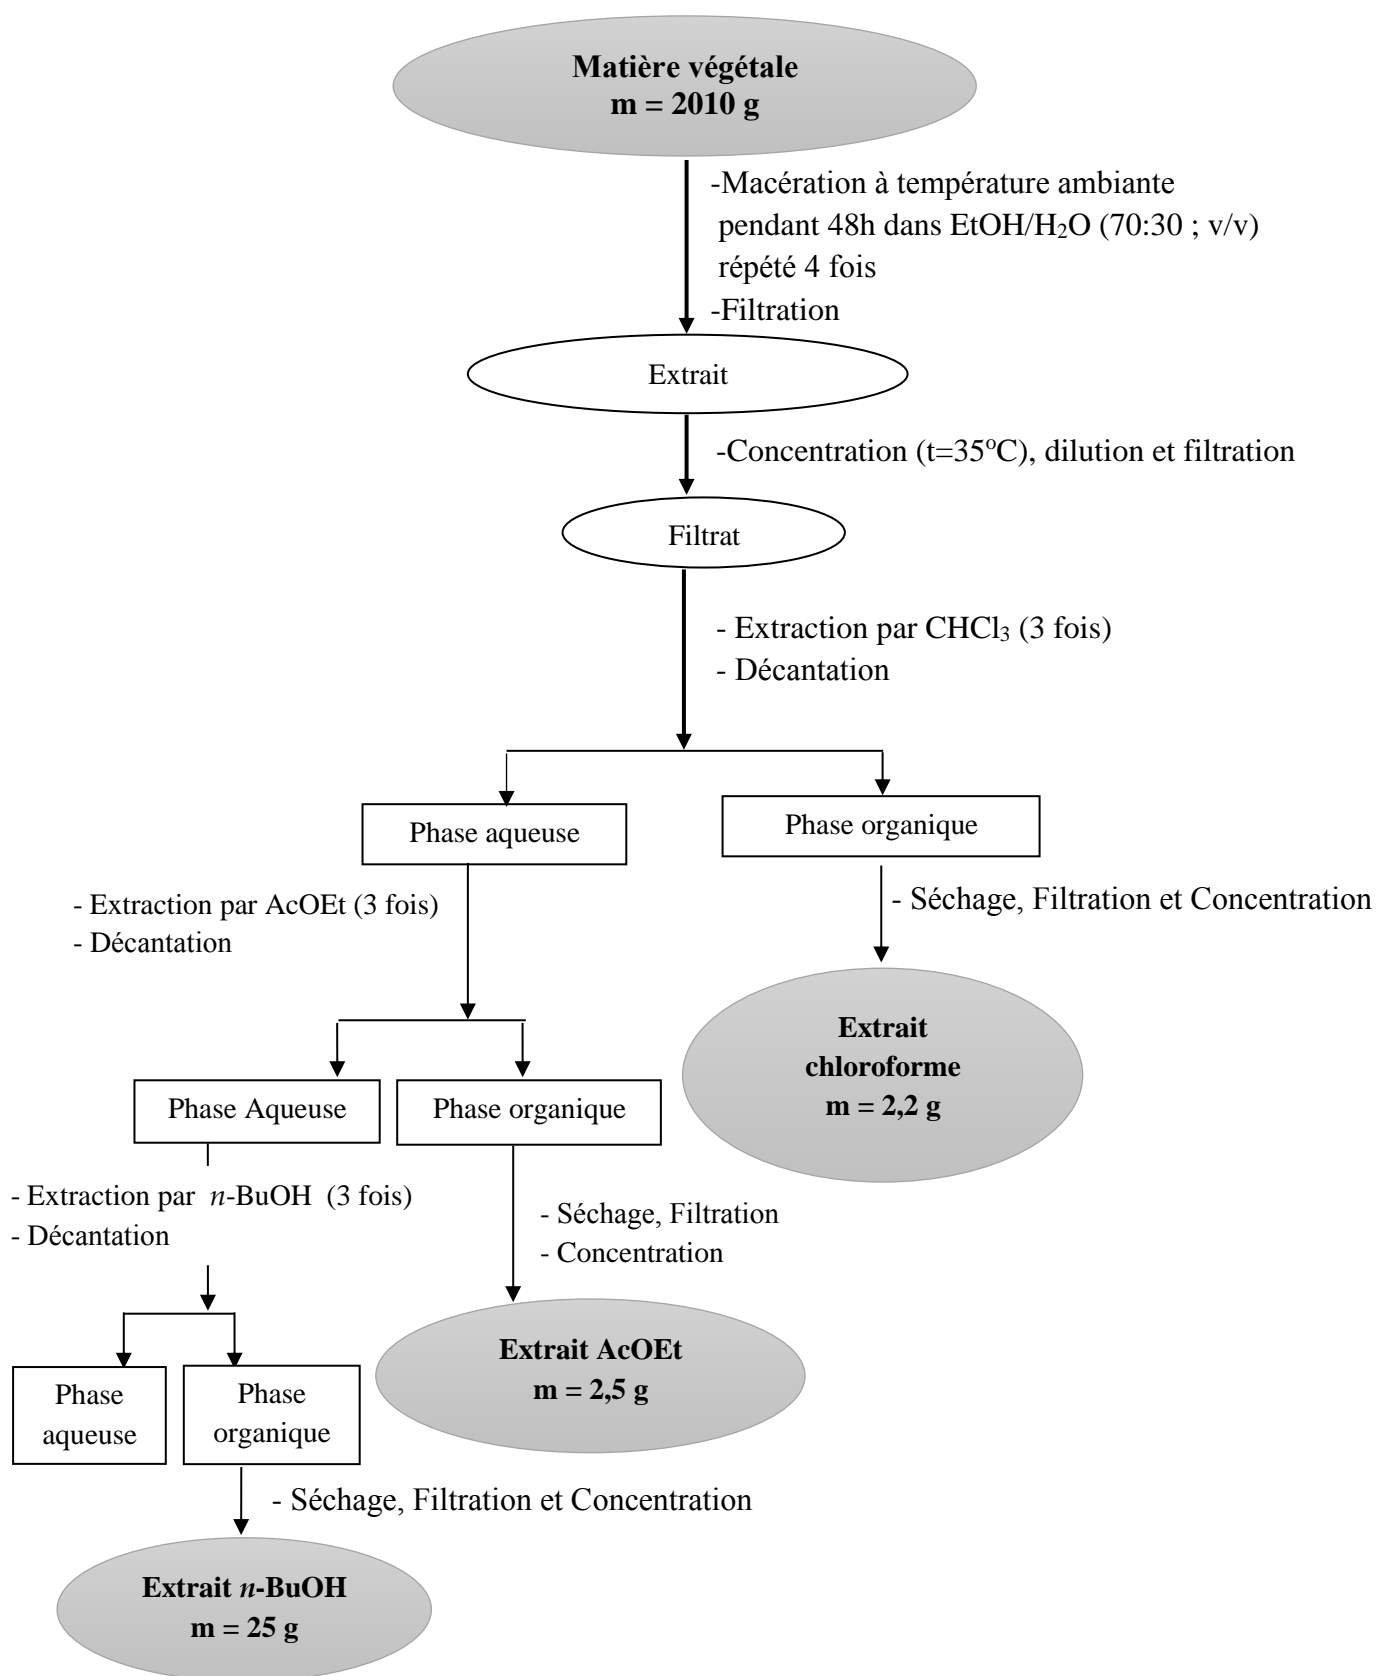 Matière végétale
m = 2010 g
-Macération à température ambiante
pendant 48h dans EtOH/H₂O (70:30 ; v/v)
répété 4 fois
-Filtration
Extrait
-Concentration (t=35°C), dilution et filtration
Filtrat
- Extraction par CHCl₃ (3 fois)
- Décantation
Phase aqueuse
Phase organique
- Extraction par AcOEt (3 fois)
- Décantation
- Séchage, Filtration et Concentration
Extrait
chloroforme
m = 2,2 g
Phase Aqueuse
Phase organique
- Extraction par n-BuOH (3 fois)
- Décantation
- Séchage, Filtration
- Concentration
Extrait AcOEt
m = 2,5 g
Phase
aqueuse
Phase
organique
- Séchage, Filtration et Concentration
Extrait n-BuOH
m = 25 g